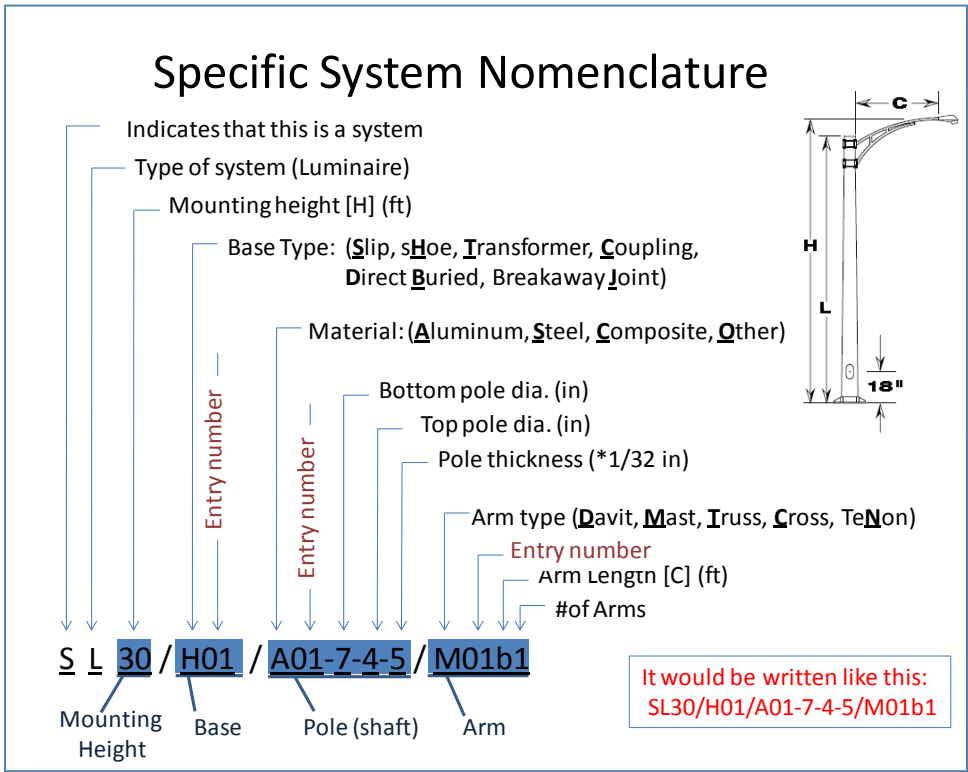 Specific System Nomenclature
C
Indicates that this is a system
Type of system (Luminaire)
Mounting height [H] (ft)
Base Type: (Slip, sHoe, Transformer, Coupling,
Direct Buried, Breakaway Joint)
H
L
18"
Material: (Aluminum, Steel, Composite, Other)
Entry number
Entry number
Bottom pole dia. (in)
Top pole dia. (in)
Pole thickness (*1/32 in)
Arm type (Davit, Mast, Truss, Cross, TeNon)
Entry number
Arm Length [C] (ft)
#of Arms
S L 30 / H01 / A01-7-4-5 / M01b1
Mounting
Height
Base
Pole (shaft)
Arm
It would be written like this:
SL30/H01/A01-7-4-5/M01b1